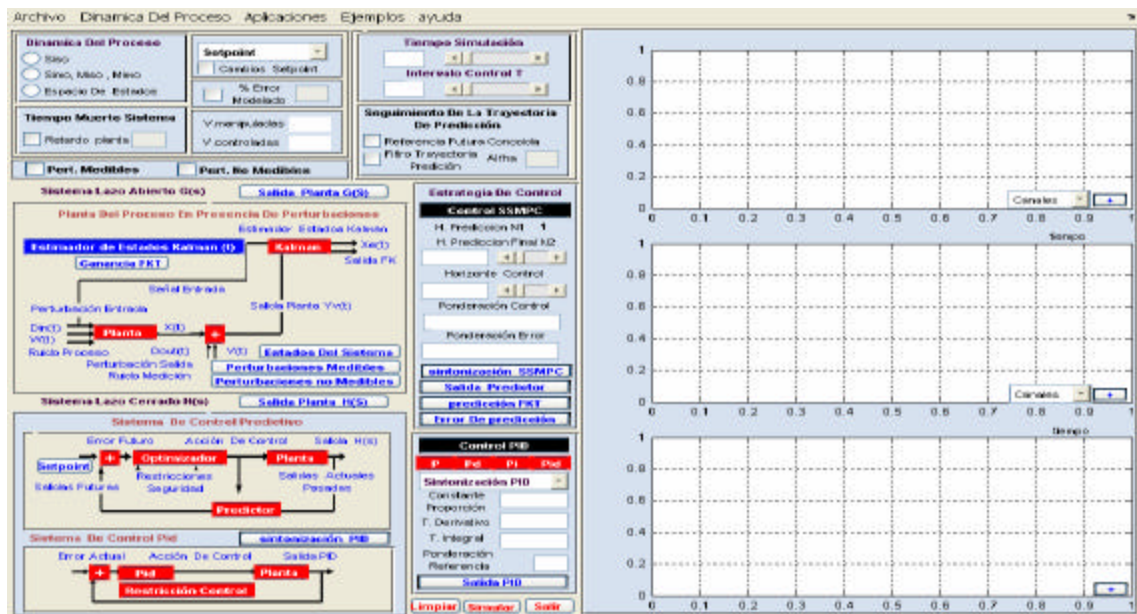 Archivo Dinamica Del Proceso Aplicaciones Ejemplos ayuda
Dinamica Del Proceso
Siso
Simo, Miso , Mimo
Espacio De Estados
Setpoint
Cambios Setpoint
% Error
Modelado
Tiempo Muerto Sistema
Retardo planta
V.manipuladas
V.controladas
Pert. Medibles
Pert. No Medibles
Tiempo Simulación
Intervalo Control T
Seguimiento De La Trayectoria
De Predicción
Referencia Futura Conocida
Filtro Trayectoria
Predición
Sistema Lazo Abierto G(s)
Salida Planta G(S)
Planta Del Proceso En Presencia De Perturbaciones
Estimador Estados Kalman
Estimador de Estados Kalman (t)
Kalman
Xe(t)
Ganancia FKT
Salida FK
Señal Entrada
Perturbación Entrada
Salida Planta Yv(t)
Din(t)
Planta
X(t)
+
W(t)
Ruido Proceso
Dout(t)
V(t)
Estados Del Sistema
Perturbación Salida
Ruido Medición
Perturbaciones Medibles
Perturbaciones no Medibles
Sistema Lazo Cerrado H(s)
Salida Planta H(S)
Sistema De Control Predictivo
Error Futuro
Acción De Control
Salida H(s)
Setpoint
+
Optimizador
Planta
Salidas Futuras
Restricciones
Seguridad
Salidas Actuales
Pasadas
Predictor
Sistema De Control Pid
sintonización PID
Error Actual
Acción De Control
Salida PID
+
Pid
Planta
Restricción Control
Estrategia De Control
Control SSMPC
H. Prediccion N1 1
H. Prediccion Final N2
Horizonte Control
Ponderación Control
Ponderación Error
sintonización SSMPC
Salida Predictor
predicción FKT
Error De predicción
Control PID
P Pd Pi Pid
Sintonización PID
Constante
Proporción
T. Derivativo
T. Integral
Ponderación
Referencia
Salida PID
Limpiar
Simular
Salir
1
0.8
0.6
0.4
0.2
0
Canales
+
0 0.1 0.2 0.3 0.4 0.5 0.6 0.7 0.8 0.9 1
tiempo
1
0.8
0.6
0.4
0.2
0
Canales
+
0 0.1 0.2 0.3 0.4 0.5 0.6 0.7 0.8 0.9 1
tiempo
1
0.8
0.6
0.4
0.2
0
+
0 0.1 0.2 0.3 0.4 0.5 0.6 0.7 0.8 0.9 1